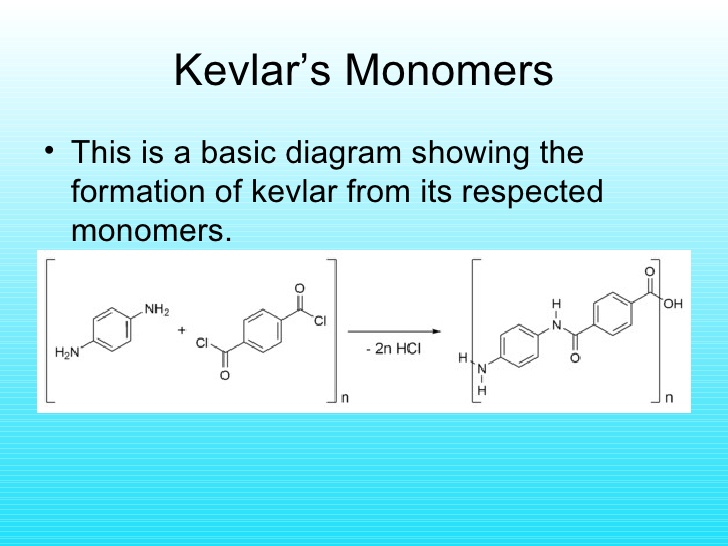 Kevlar’s Monomers
• This is a basic diagram showing the
formation of kevlar from its respected
monomers.
NH₂
H₂N
+
O
Cl
Cl
O
n
- 2n HCl
O
OH
H
N
O
H
N
H
n